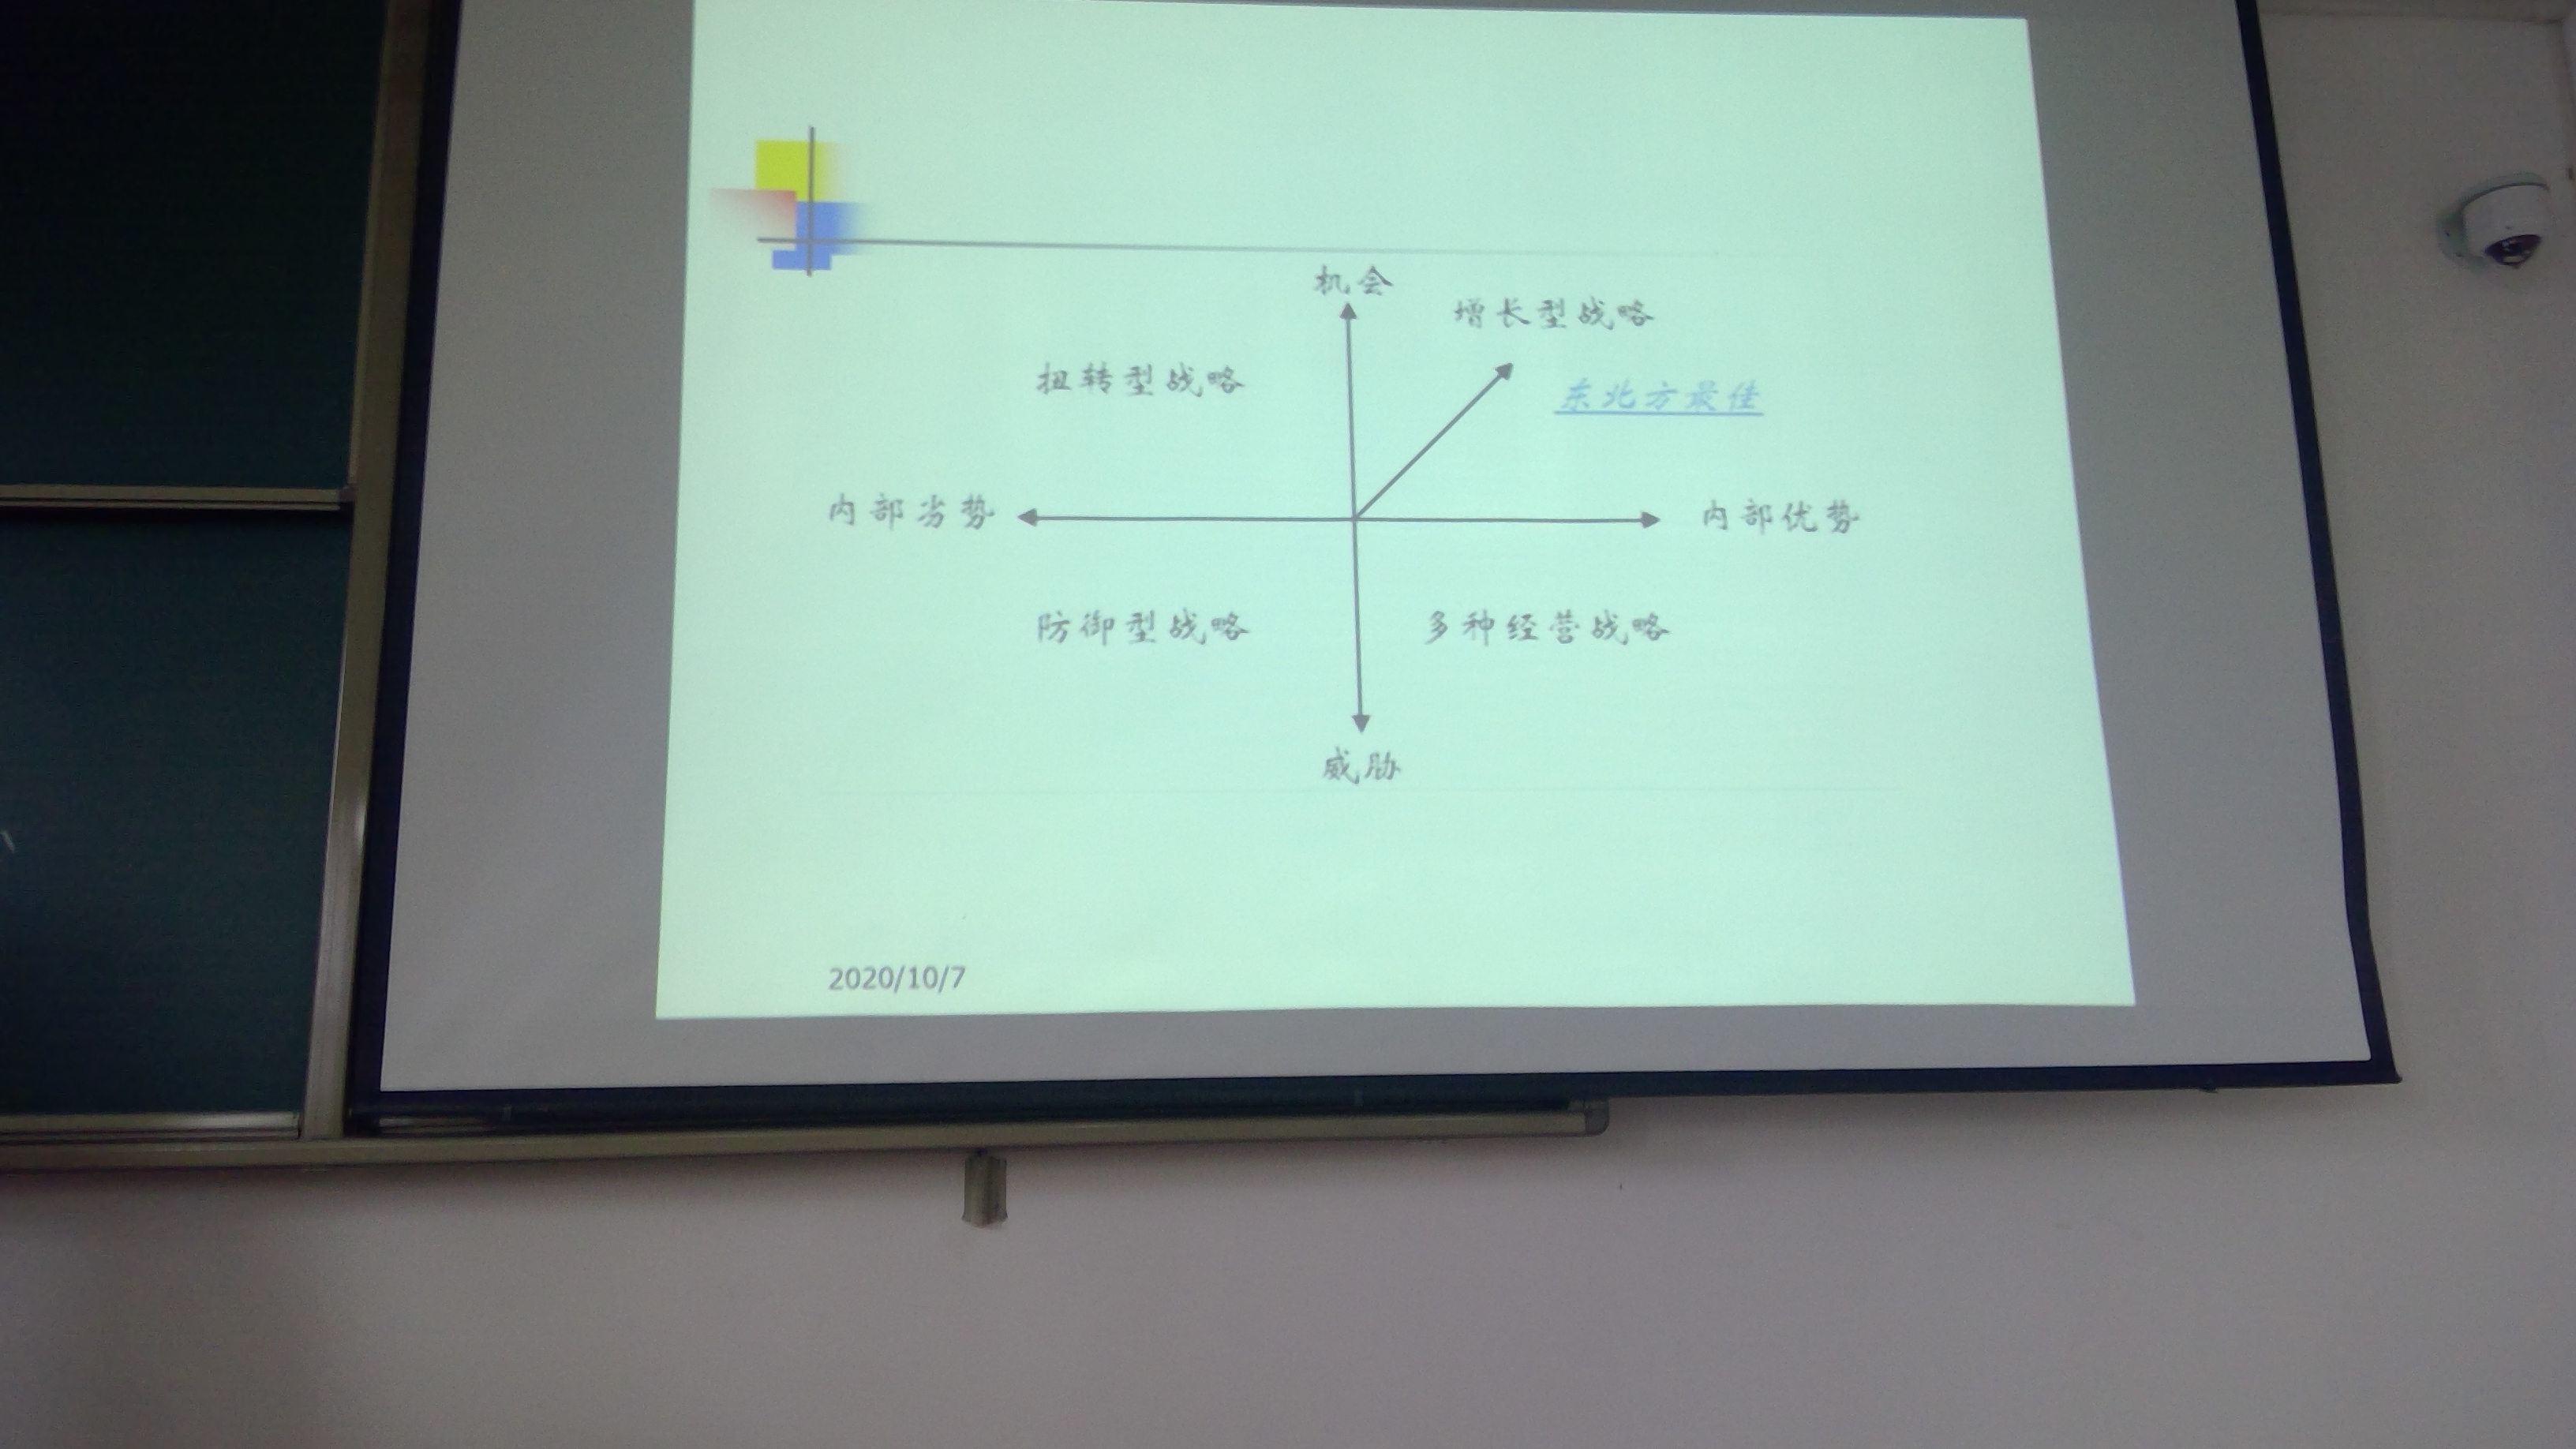 机会
增长型战略
扭转型战略
东北方最佳
内部劣势
内部优势
防御型战略
多种经营战略
威胁
2020/10/7